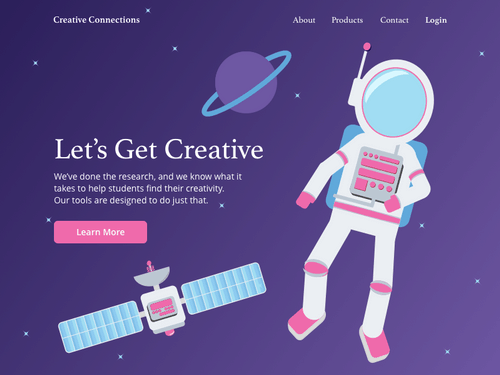 Creative Connections
About Products Contact Login
Let's Get Creative
We've done the research, and we know what it
takes to help students find their creativity.
Our tools are designed to do just that.
Learn More